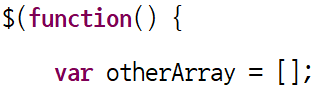 $(function() {
var otherArray = [];